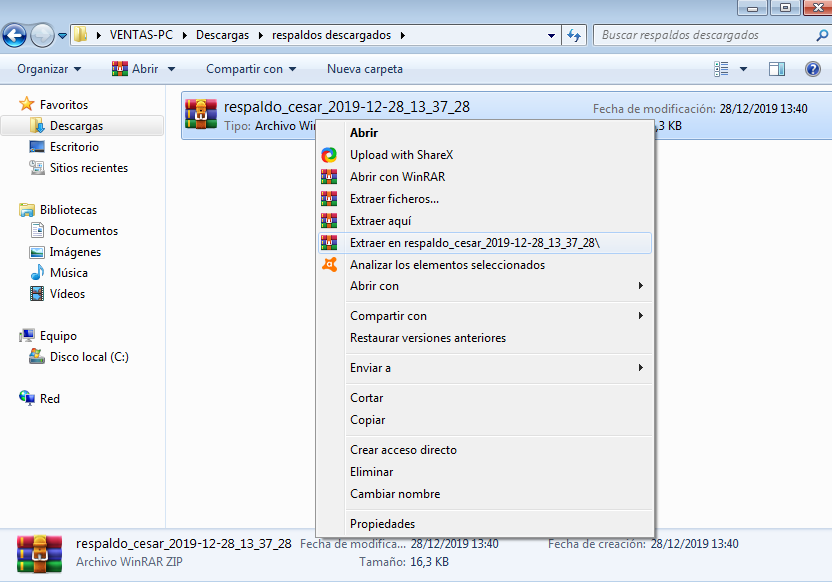 VENTAS-PC Descargas respaldos descargados Buscar respaldos descargados
Organizar Abrir Compartir con Nueva carpeta
Favoritos
Descargas
Escritorio
Sitios recientes
Bibliotecas
Documentos
Imágenes
Música
Vídeos
Equipo
Disco local (C:)
Red
respaldo_cesar_2019-12-28_13_37_28 Fecha de modificación: 28/12/2019 13:40
Tipo: Archivo Win ,3 KB
Abrir
Upload with ShareX
Abrir con WinRAR
Extraer ficheros...
Extraer aquí
Extraer en respaldo_cesar_2019-12-28_13_37_28\
Analizar los elementos seleccionados
Abrir con
Compartir con
Restaurar versiones anteriores
Enviar a
Cortar
Copiar
Crear acceso directo
Eliminar
Cambiar nombre
Propiedades
respaldo_cesar_2019-12-28_13_37_28 Fecha de modifica... 28/12/2019 13:40 Fecha de creación: 28/12/2019 13:40
Archivo WinRAR ZIP Tamaño: 16,3 KB